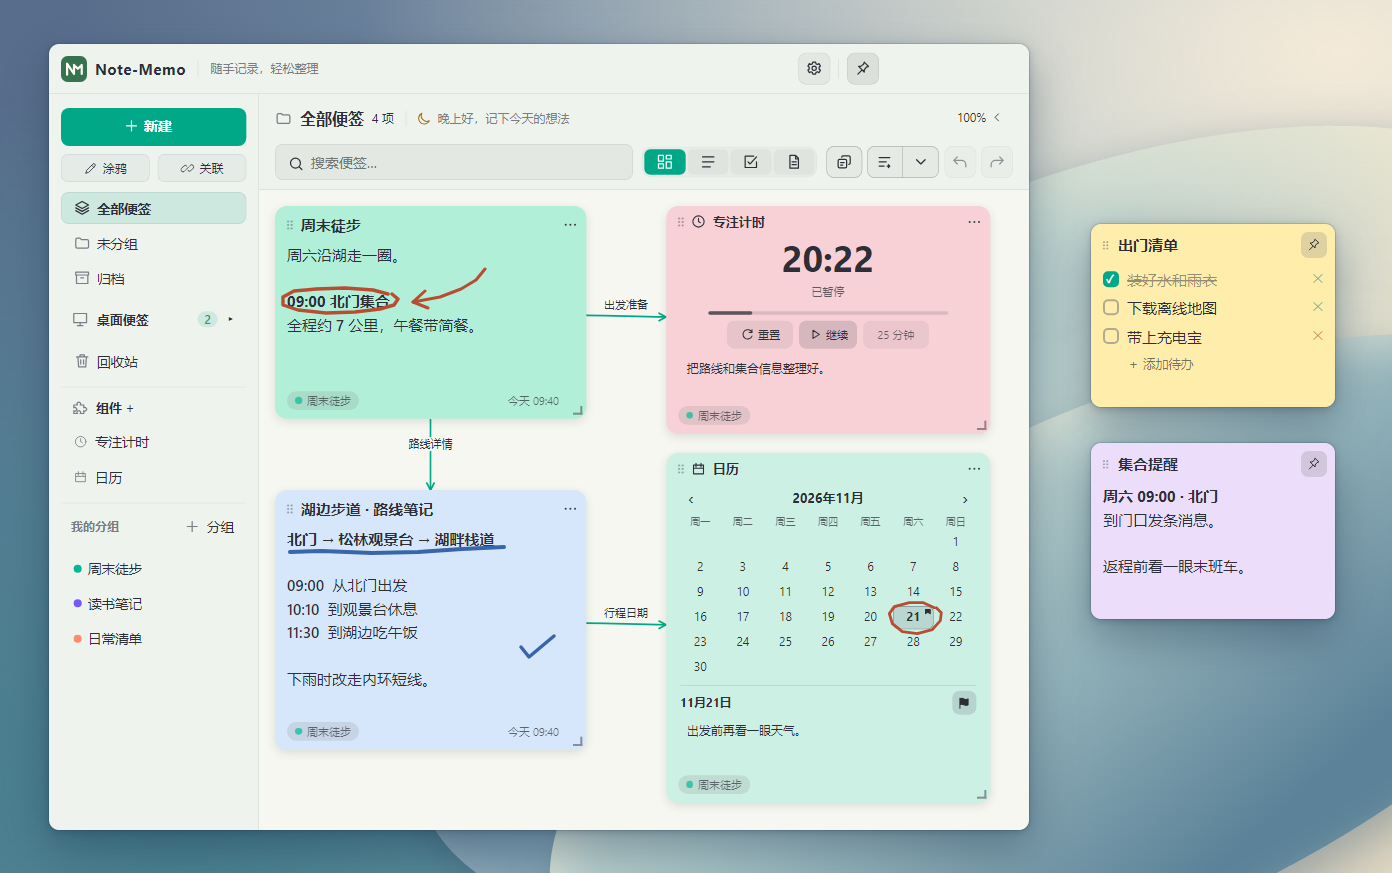 Note-Memo
随手记录，轻松整理
新建
涂鸦
关联
全部便签
未分组
归档
桌面便签 2
回收站
组件 +
专注计时
日历
我的分组
分组
周末徒步
读书笔记
日常清单
全部便签 4 项
晚上好，记下今天的想法
100%
搜索便签...
周末徒步
周六沿湖走一圈。
09:00 北门集合
全程约 7 公里，午餐带简餐。
周末徒步
今天 09:40
出发准备
专注计时
20:22
已暂停
重置
继续
25 分钟
把路线和集合信息整理好。
周末徒步
路线详情
湖边步道 · 路线笔记
北门 → 松林观景台 → 湖畔栈道
09:00 从北门出发
10:10 到观景台休息
11:30 到湖边吃午饭
下雨时改走内环短线。
周末徒步
今天 09:40
行程日期
日历
2026年11月
周一 周二 周三 周四 周五 周六 周日
1
2 3 4 5 6 7 8
9 10 11 12 13 14 15
16 17 18 19 20 21 22
23 24 25 26 27 28 29
30
11月21日
出发前再看一眼天气。
周末徒步
出门清单
装好水和雨衣
下载离线地图
带上充电宝
+ 添加待办
集合提醒
周六 09:00 · 北门
到门口发条消息。
返程前看一眼末班车。